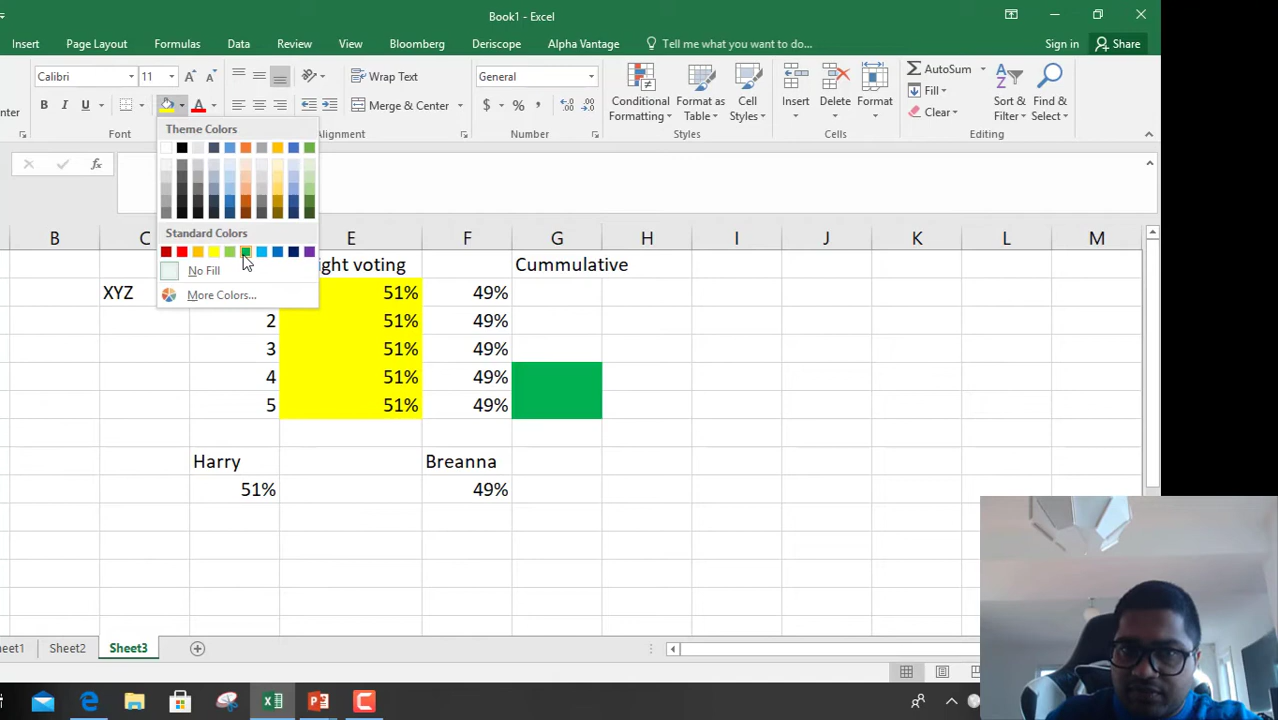 Book1 - Excel
Insert Page Layout Formulas Data Review View Bloomberg Deriscope Alpha Vantage Tell me what you want to do... Sign in Share
Calibri 11 Wrap Text General AutoSum
B I U Merge & Center $ % , Conditional Formatting Format as Table Cell Styles Insert Delete Format Fill Clear Sort & Filter Find & Select
Font Alignment Number Styles Cells Editing
Theme Colors
fx
Standard Colors
No Fill
More Colors...
B C E F G H I J K L M
ight voting Cummulative
XYZ 51% 49%
2 51% 49%
3 51% 49%
4 51% 49%
5 51% 49%
Harry Breanna
51% 49%
eet1 Sheet2 Sheet3